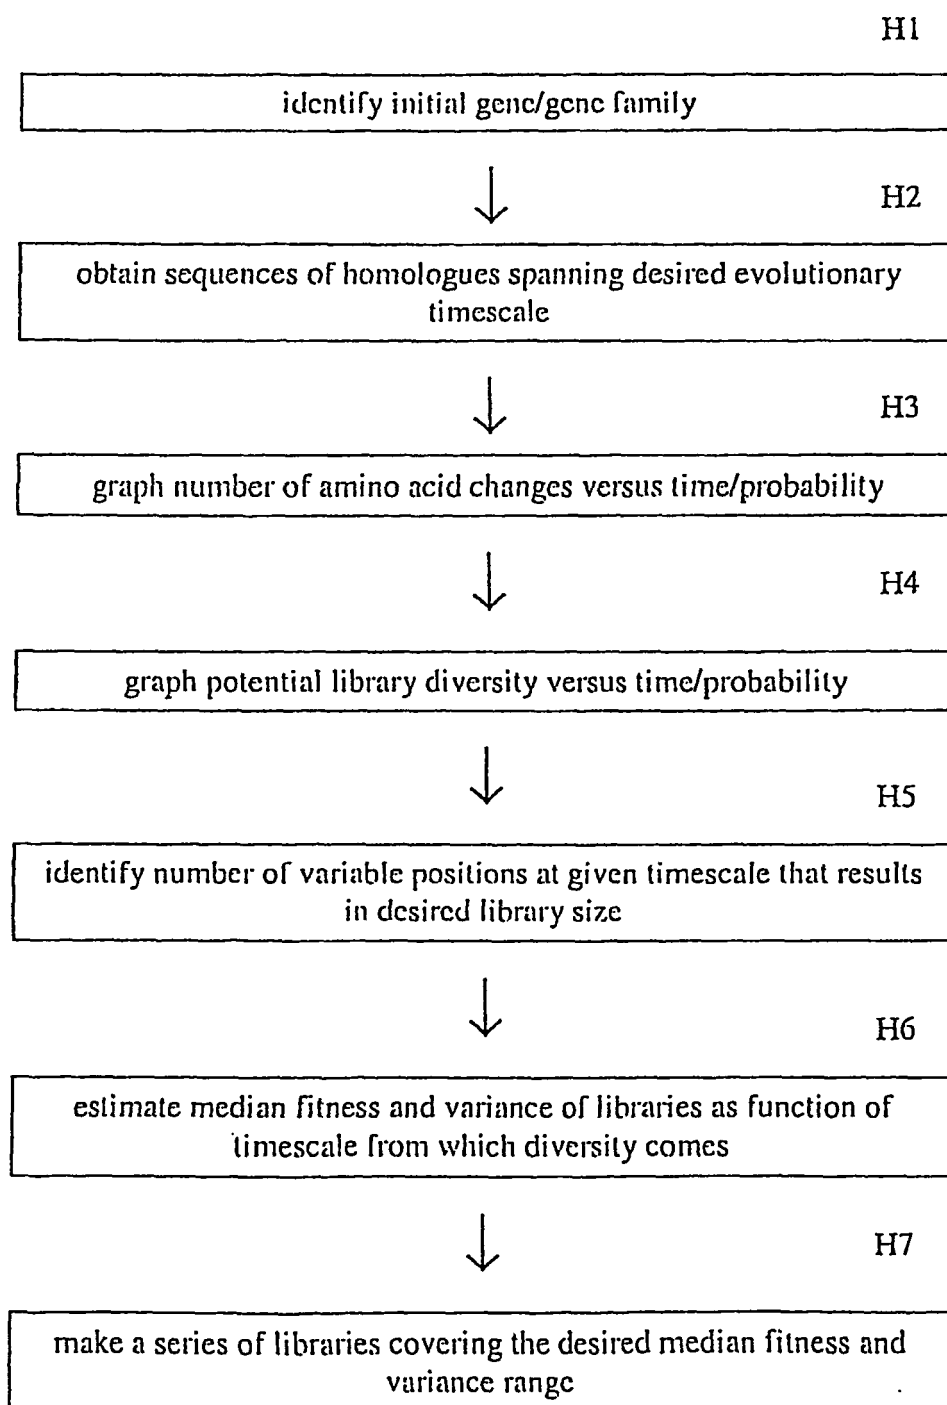 H1
identify initial gene/gene family
H2
obtain sequences of homologues spanning desired evolutionary
timescale
H3
graph number of amino acid changes versus time/probability
H4
graph potential library diversity versus time/probability
H5
identify number of variable positions at given timescale that results
in desired library size
H6
estimate median fitness and variance of libraries as function of
timescale from which diversity comes
H7
make a series of libraries covering the desired median fitness and
variance range